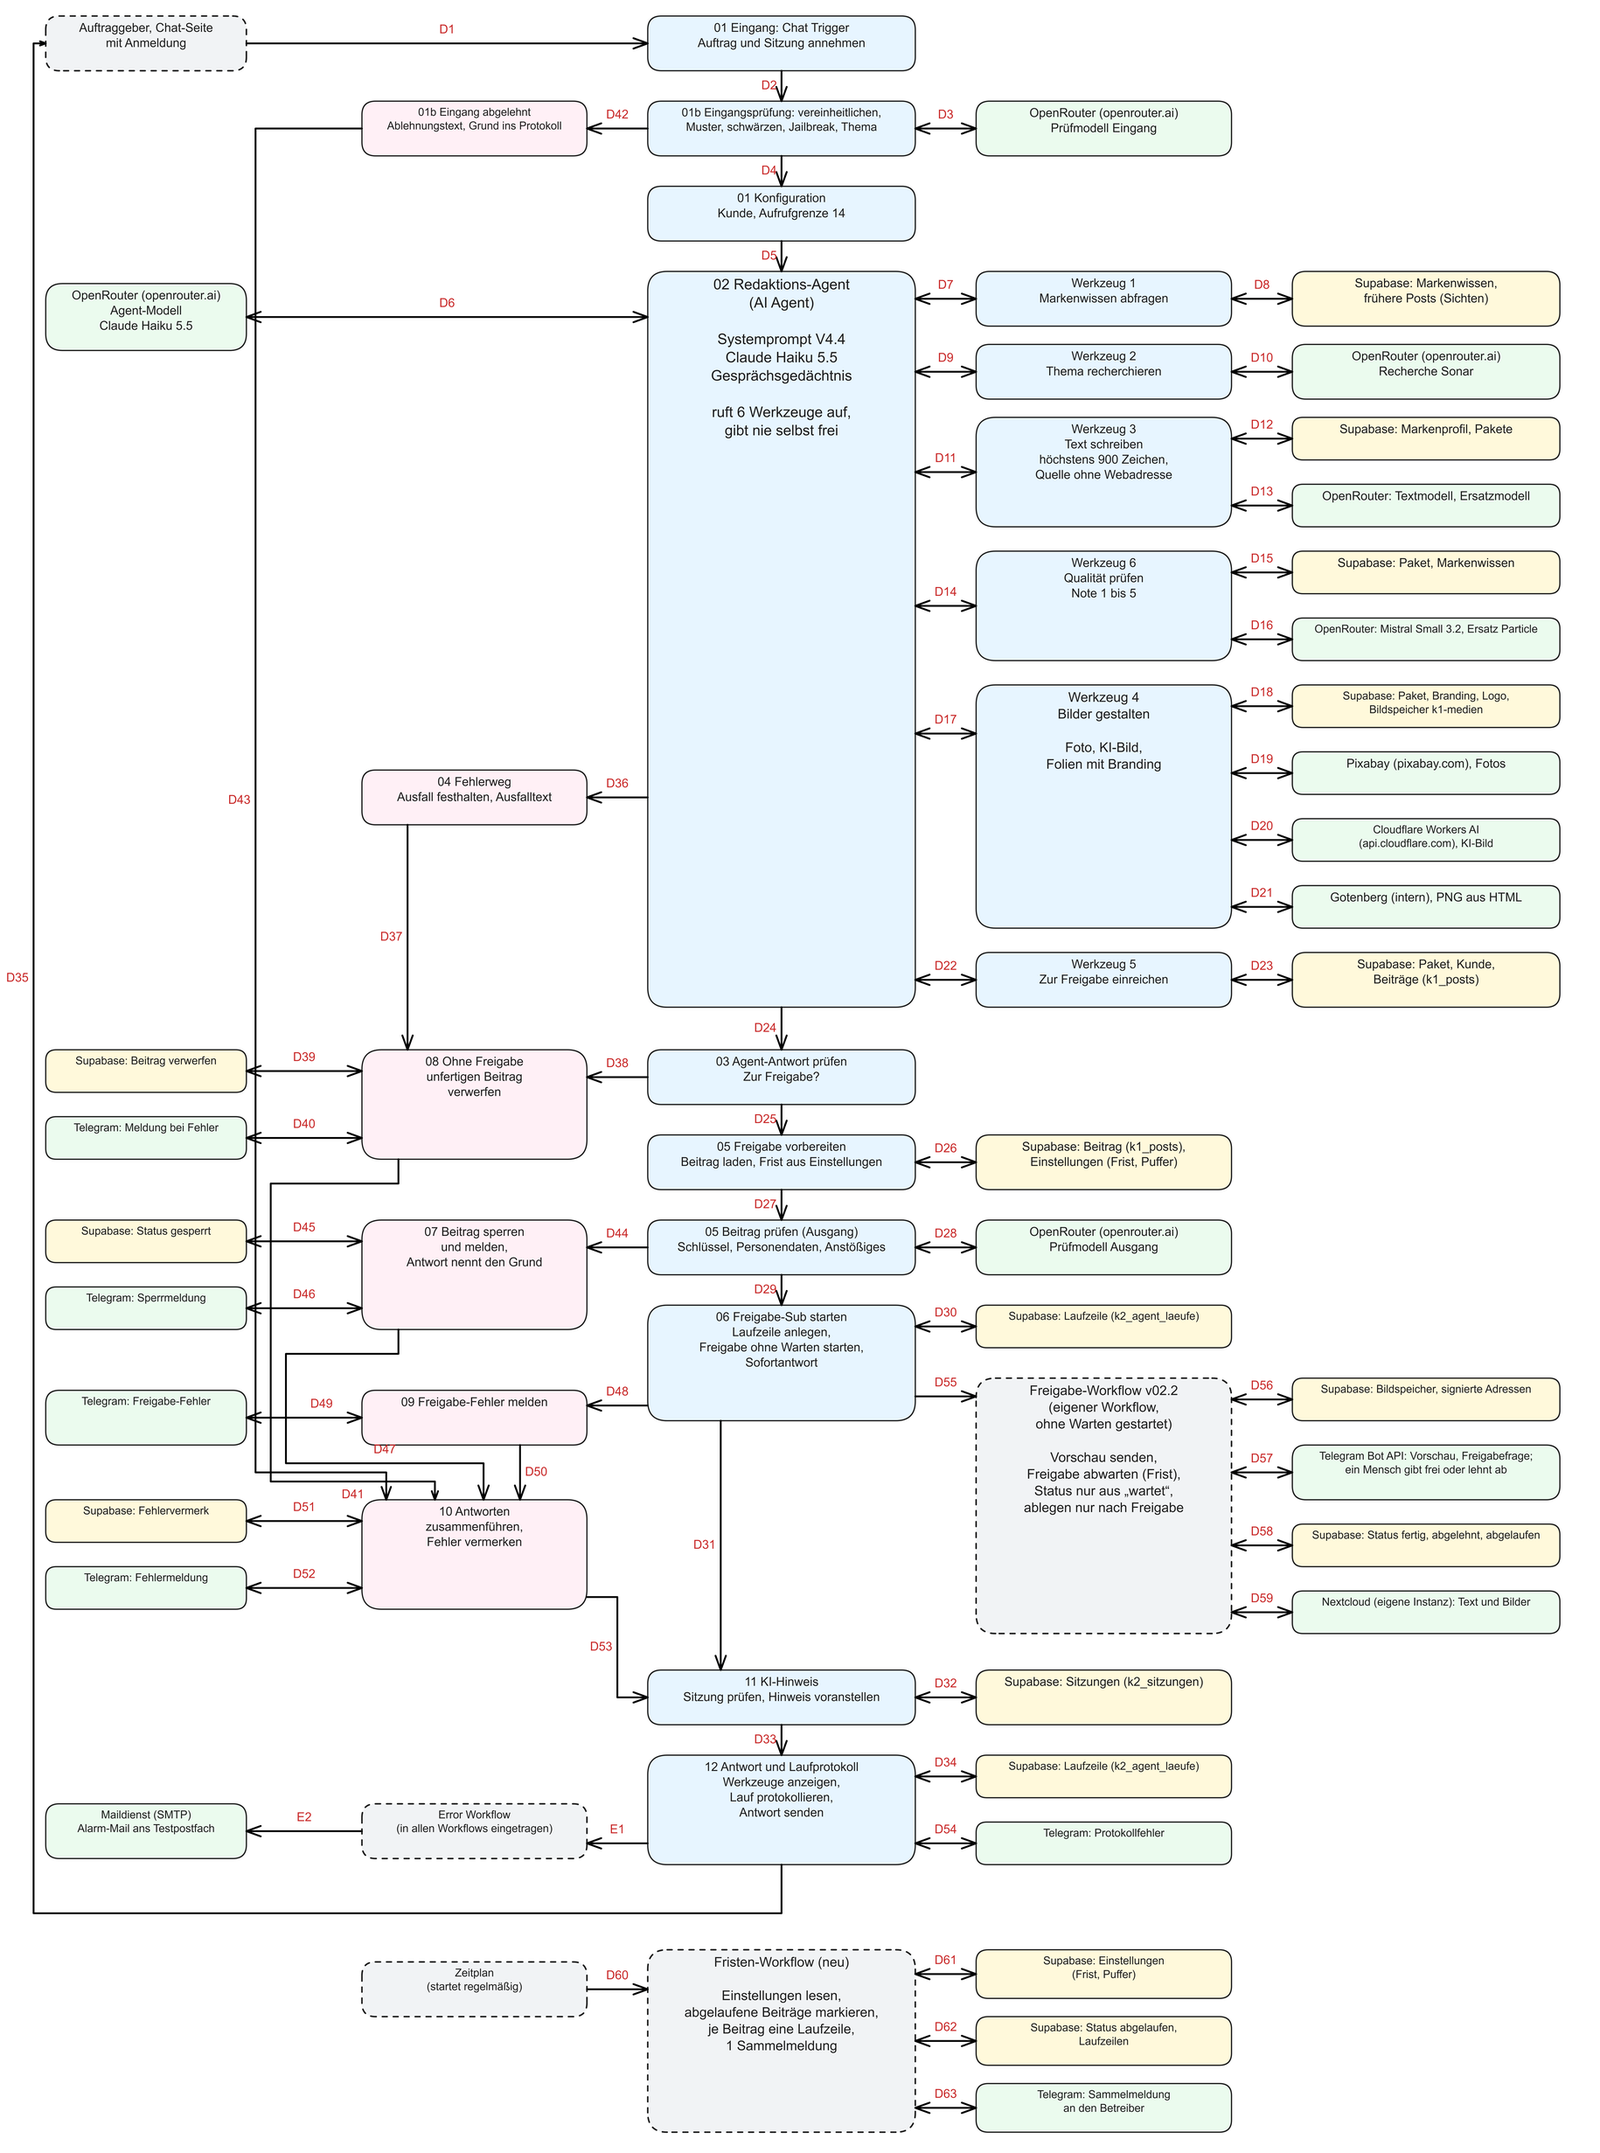 Auftraggeber, Chat-Seite
mit Anmeldung
D1
01 Eingang: Chat Trigger
Auftrag und Sitzung annehmen
D2
01b Eingang abgelehnt
Ablehnungstext, Grund ins Protokoll
D42
01b Eingangsprüfung: vereinheitlichen,
Muster, schwärzen, Jailbreak, Thema
D3
OpenRouter (openrouter.ai)
Prüfmodell Eingang
D4
01 Konfiguration
Kunde, Aufrufgrenze 14
D5
OpenRouter (openrouter.ai)
Agent-Modell
Claude Haiku 5.5
D6
02 Redaktions-Agent
(AI Agent)
Systemprompt V4.4
Claude Haiku 5.5
Gesprächsgedächtnis
ruft 6 Werkzeuge auf,
gibt nie selbst frei
D7
Werkzeug 1
Markenwissen abfragen
D8
Supabase: Markenwissen,
frühere Posts (Sichten)
D9
Werkzeug 2
Thema recherchieren
D10
OpenRouter (openrouter.ai)
Recherche Sonar
D11
Werkzeug 3
Text schreiben
höchstens 900 Zeichen,
Quelle ohne Webadresse
D12
Supabase: Markenprofil, Pakete
D13
OpenRouter: Textmodell, Ersatzmodell
D14
Werkzeug 6
Qualität prüfen
Note 1 bis 5
D15
Supabase: Paket, Markenwissen
D16
OpenRouter: Mistral Small 3.2, Ersatz Particle
D17
Werkzeug 4
Bilder gestalten
Foto, KI-Bild,
Folien mit Branding
D18
Supabase: Paket, Branding, Logo,
Bildspeicher k1-medien
D19
Pixabay (pixabay.com), Fotos
D20
Cloudflare Workers AI
(api.cloudflare.com), KI-Bild
D21
Gotenberg (intern), PNG aus HTML
D43
04 Fehlerweg
Ausfall festhalten, Ausfalltext
D36
D37
D35
D22
Werkzeug 5
Zur Freigabe einreichen
D23
Supabase: Paket, Kunde,
Beiträge (k1_posts)
D24
Supabase: Beitrag verwerfen
D39
Telegram: Meldung bei Fehler
D40
08 Ohne Freigabe
unfertigen Beitrag
verwerfen
D38
03 Agent-Antwort prüfen
Zur Freigabe?
D25
05 Freigabe vorbereiten
Beitrag laden, Frist aus Einstellungen
D26
Supabase: Beitrag (k1_posts),
Einstellungen (Frist, Puffer)
D27
Supabase: Status gesperrt
D45
Telegram: Sperrmeldung
D46
07 Beitrag sperren
und melden,
Antwort nennt den Grund
D44
05 Beitrag prüfen (Ausgang)
Schlüssel, Personendaten, Anstößiges
D28
OpenRouter (openrouter.ai)
Prüfmodell Ausgang
D29
06 Freigabe-Sub starten
Laufzeile anlegen,
Freigabe ohne Warten starten,
Sofortantwort
D30
Supabase: Laufzeile (k2_agent_laeufe)
Telegram: Freigabe-Fehler
D49
09 Freigabe-Fehler melden
D48
D55
Freigabe-Workflow v02.2
(eigener Workflow,
ohne Warten gestartet)
Vorschau senden,
Freigabe abwarten (Frist),
Status nur aus „wartet“,
ablegen nur nach Freigabe
D56
Supabase: Bildspeicher, signierte Adressen
D57
Telegram Bot API: Vorschau, Freigabefrage;
ein Mensch gibt frei oder lehnt ab
D58
Supabase: Status fertig, abgelehnt, abgelaufen
D59
Nextcloud (eigene Instanz): Text und Bilder
D47
D50
D41
Supabase: Fehlervermerk
D51
Telegram: Fehlermeldung
D52
10 Antworten
zusammenführen,
Fehler vermerken
D31
D53
11 KI-Hinweis
Sitzung prüfen, Hinweis voranstellen
D32
Supabase: Sitzungen (k2_sitzungen)
D33
12 Antwort und Laufprotokoll
Werkzeuge anzeigen,
Lauf protokollieren,
Antwort senden
D34
Supabase: Laufzeile (k2_agent_laeufe)
D54
Telegram: Protokollfehler
Maildienst (SMTP)
Alarm-Mail ans Testpostfach
E2
Error Workflow
(in allen Workflows eingetragen)
E1
Zeitplan
(startet regelmäßig)
D60
Fristen-Workflow (neu)
Einstellungen lesen,
abgelaufene Beiträge markieren,
je Beitrag eine Laufzeile,
1 Sammelmeldung
D61
Supabase: Einstellungen
(Frist, Puffer)
D62
Supabase: Status abgelaufen,
Laufzeilen
D63
Telegram: Sammelmeldung
an den Betreiber